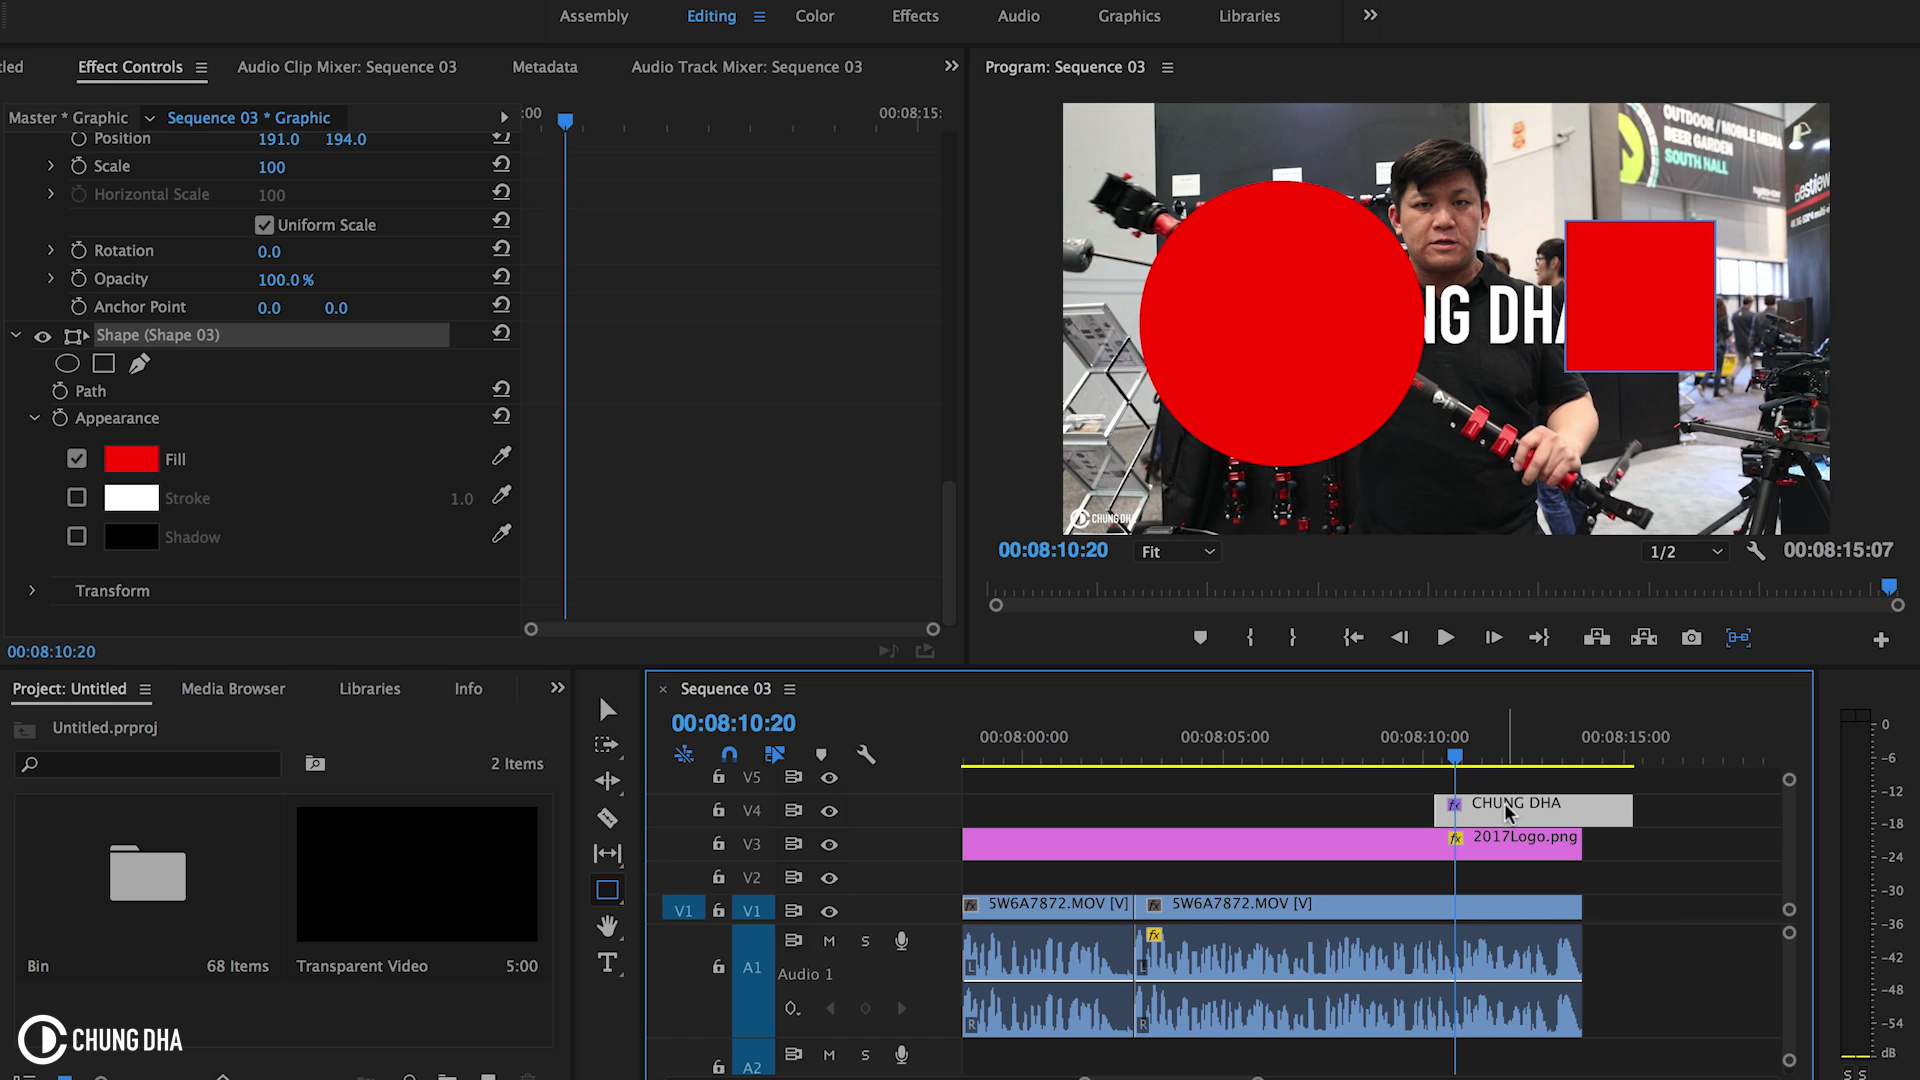 Assembly
Editing
Color
Effects
Audio
Graphics
Libraries
Effect Controls
Audio Clip Mixer: Sequence 03
Metadata
Audio Track Mixer: Sequence 03
Program: Sequence 03
Master * Graphic
Sequence 03 * Graphic
:00
00:08:15:
Position 191.0 194.0
Scale 100
Horizontal Scale 100
Uniform Scale
Rotation 0.0
Opacity 100.0 %
Anchor Point 0.0 0.0
Shape (Shape 03)
Path
Appearance
Fill
Stroke 1.0
Shadow
Transform
00:08:10:20
OUTDOOR / MOBILE MEDIA
BEER GARDEN
SOUTH HALL
NG DHA
CHUNG DHA
00:08:10:20
Fit
1/2
00:08:15:07
Project: Untitled
Media Browser
Libraries
Info
Untitled.prproj
2 Items
Bin 68 Items
Transparent Video 5:00
CHUNG DHA
Sequence 03
00:08:10:20
00:08:00:00
00:08:05:00
00:08:10:00
00:08:15:00
V5
V4
fx CHUNG DHA
V3
fx 2017Logo.png
V2
V1 V1
fx 5W6A7872.MOV [V]
fx 5W6A7872.MOV [V]
A1 M S
fx
Audio 1
L L
R R
A2 M S
T
0
-6
-12
-18
-24
-30
-36
-42
-48
-54
dB
S S